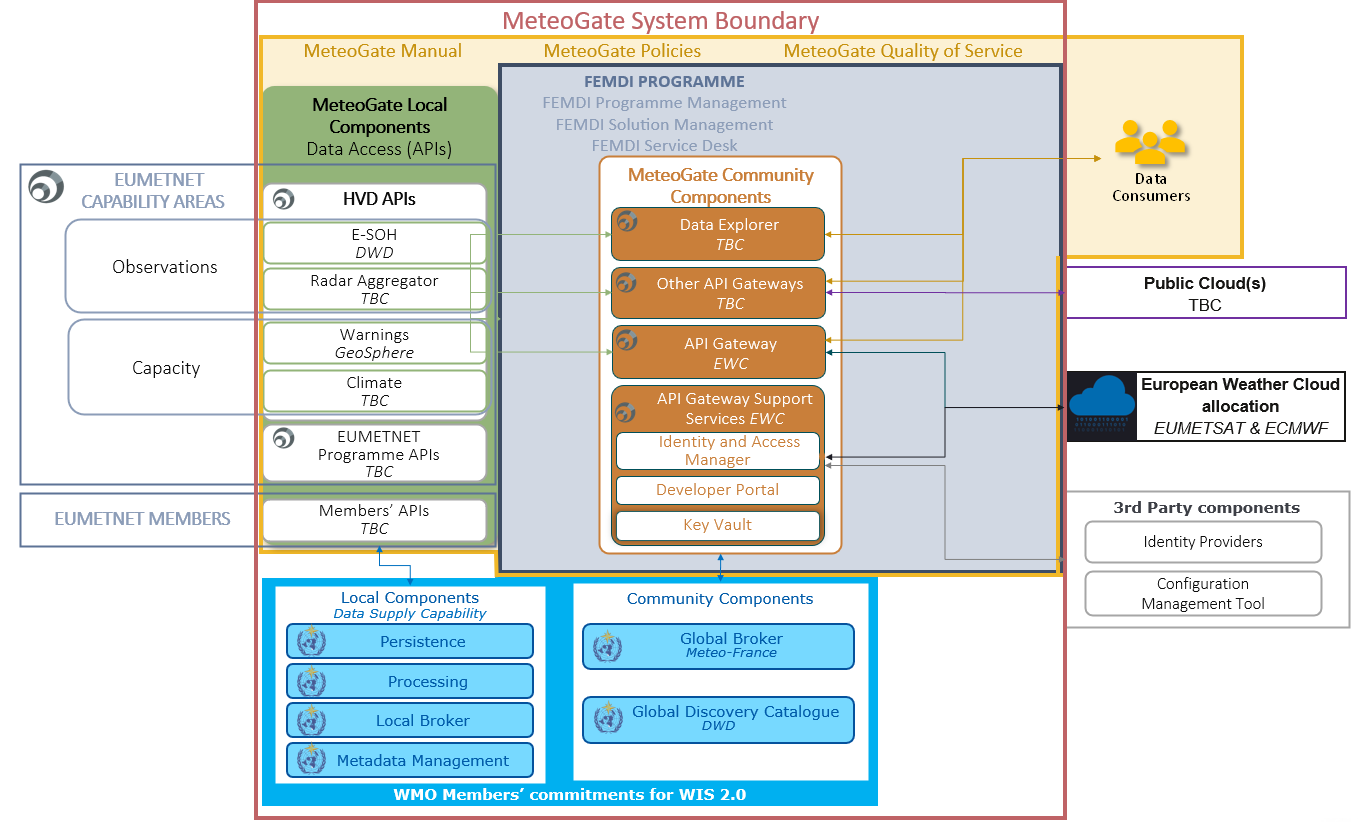 MeteoGate System Boundary
MeteoGate Manual
MeteoGate Policies
MeteoGate Quality of Service
FEMDI PROGRAMME
FEMDI Programme Management
FEMDI Solution Management
FEMDI Service Desk
MeteoGate Local
Components
Data Access (APIs)
EUMETNET
CAPABILITY AREAS
Observations
Capacity
EUMETNET MEMBERS
HVD APIs
E-SOH
DWD
Radar Aggregator
TBC
Warnings
GeoSphere
Climate
TBC
EUMETNET
Programme APIs
TBC
Members’ APIs
TBC
MeteoGate Community
Components
Data Explorer
TBC
Other API Gateways
TBC
API Gateway
EWC
API Gateway Support
Services EWC
Identity and Access
Manager
Developer Portal
Key Vault
Data
Consumers
Public Cloud(s)
TBC
European Weather Cloud
allocation
EUMETSAT & ECMWF
3rd Party components
Identity Providers
Configuration
Management Tool
Local Components
Data Supply Capability
Persistence
Processing
Local Broker
Metadata Management
Community Components
Global Broker
Meteo-France
Global Discovery Catalogue
DWD
WMO Members’ commitments for WIS 2.0